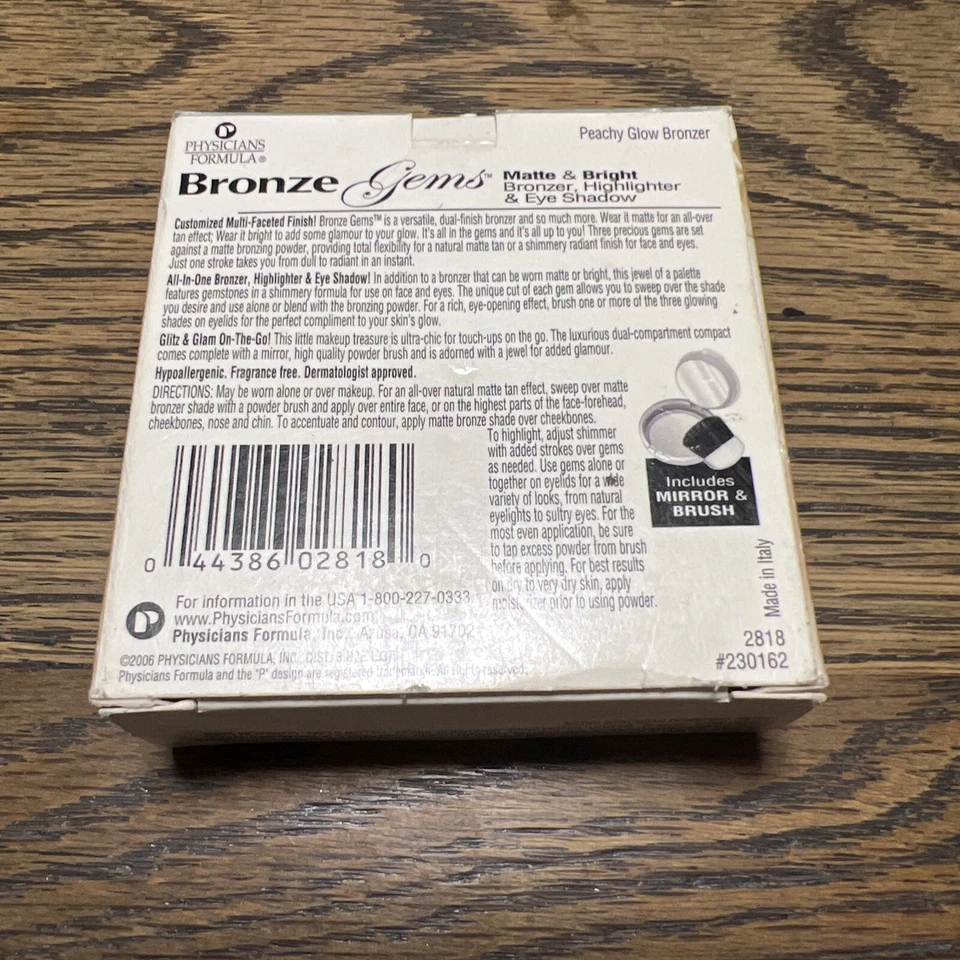 PHYSICIANS
FORMULA®
Peachy Glow Bronzer
Bronze Gems™
Matte & Bright
Bronzer, Highlighter
& Eye Shadow
Customized Multi-Faceted Finish! Bronze Gems™ is a versatile, dual-finish bronzer and so much more. Wear it matte for an all-over
tan effect; Wear it bright to add some glamour to your glow. It's all in the gems and it's all up to you! Three precious gems are set
against a matte bronzing powder, providing total flexibility for a natural matte tan or a shimmery radiant finish for face and eyes.
Just one stroke takes you from dull to radiant in an instant.
All-In-One Bronzer, Highlighter & Eye Shadow! In addition to a bronzer that can be worn matte or bright, this jewel of a palette
features gemstones in a shimmery formula for use on face and eyes. The unique cut of each gem allows you to sweep over the shade
you desire and use alone or blend with the bronzing powder. For a rich, eye-opening effect, brush one or more of the three glowing
shades on eyelids for the perfect compliment to your skin's glow.
Glitz & Glam On-The-Go! This little makeup treasure is ultra-chic for touch-ups on the go. The luxurious dual-compartment compact
comes complete with a mirror, high quality powder brush and is adorned with a jewel for added glamour.
Hypoallergenic. Fragrance free. Dermatologist approved.
DIRECTIONS: May be worn alone or over makeup. For an all-over natural matte tan effect, sweep over matte
bronzer shade with a powder brush and apply over entire face, or on the highest parts of the face-forehead,
cheekbones, nose and chin. To accentuate and contour, apply matte bronze shade over cheekbones.
To highlight, adjust shimmer
with added strokes over gems
as needed. Use gems alone or
together on eyelids for a wide
variety of looks, from natural
eyelights to sultry eyes. For the
most even application, be sure
to tap excess powder from brush
before applying. For best results
on dry to very dry skin, apply
prior to using powder.
Includes
MIRROR &
BRUSH
0 44386 02818 0
For information in the USA 1-800-227-0333
www.PhysiciansFormula.com
Physicians Formula, Inc., Azusa, CA 91702
©2006 PHYSICIANS FORMULA, INC.
Physicians Formula and the "P" design are registered trademarks. All rights reserved.
Made in Italy
2818
#230162